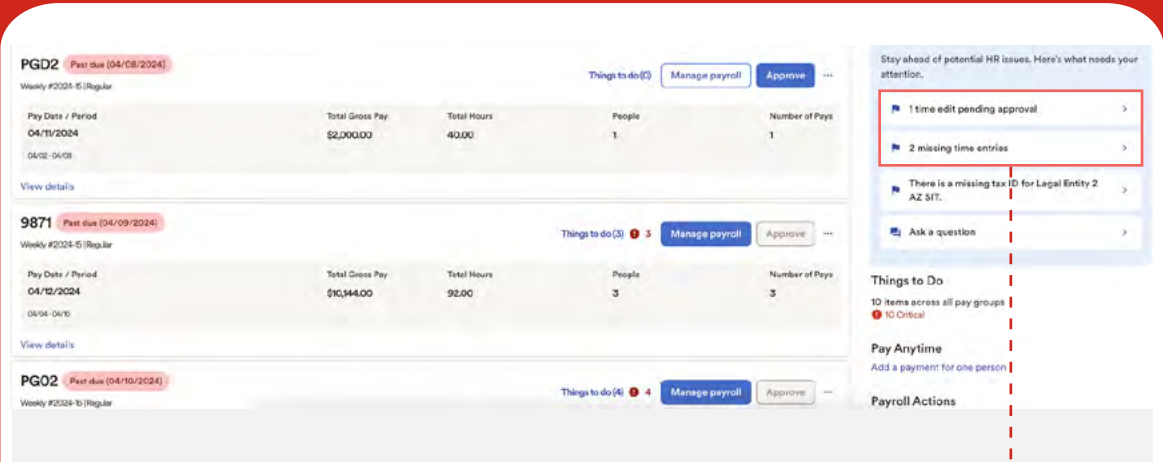 PGD2 Past due (04/08/2024)
Things to do (0) Manage payroll Approve ...
Weekly #2024-15 | Regular
Pay Date / Period Total Gross Pay Total Hours People Number of Pays
04/11/2024 $2,000.00 40.00 1 1
04/02 - 04/08
View details
9871 Past due (04/09/2024)
Things to do (3) 3 Manage payroll Approve ...
Weekly #2024-15 | Regular
Pay Date / Period Total Gross Pay Total Hours People Number of Pays
04/12/2024 $10,144.00 92.00 3 3
04/04 - 04/10
View details
PG02 Past due (04/10/2024)
Things to do (4) 4 Manage payroll Approve ...
Weekly #2024-16 | Regular
Stay ahead of potential HR issues. Here's what needs your
attention.
1 time edit pending approval
2 missing time entries
There is a missing tax ID for Legal Entity 2
AZ SIT.
Ask a question
Things to Do
10 items across all pay groups
10 Critical
Pay Anytime
Add a payment for one person
Payroll Actions